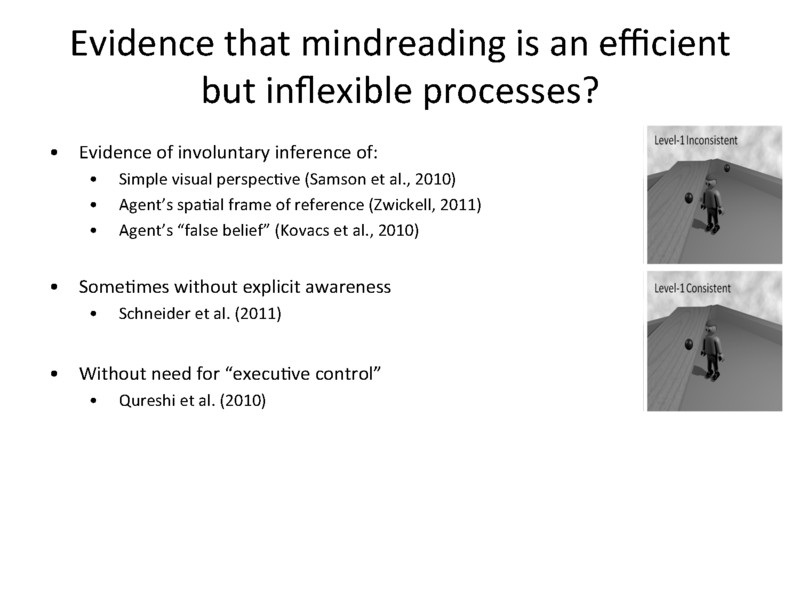 Evidence that mindreading is an efficient
but inflexible processes?
• Evidence of involuntary inference of:
• Simple visual perspective (Samson et al., 2010)
• Agent's spatial frame of reference (Zwickell, 2011)
• Agent's “false belief” (Kovacs et al., 2010)
• Sometimes without explicit awareness
• Schneider et al. (2011)
• Without need for “executive control”
• Qureshi et al. (2010)
Level-1 Inconsistent
Level-1 Consistent